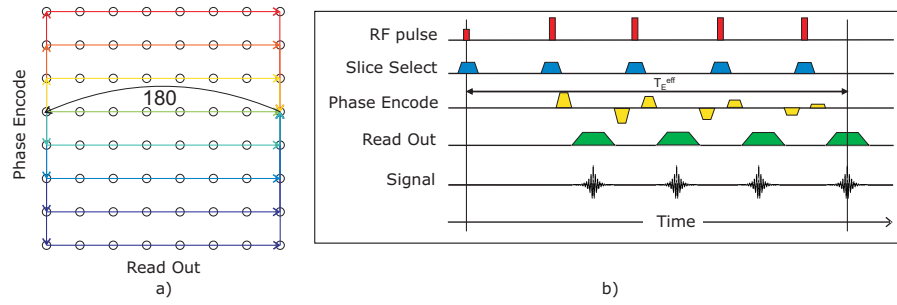 Phase Encode
180
Read Out
a)
RF pulse
Slice Select
T_E^eff
Phase Encode
Read Out
Signal
Time
b)